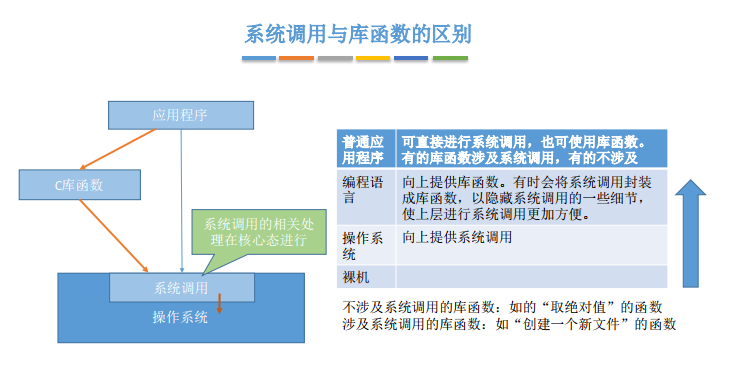 系统调用与库函数的区别
应用程序
C库函数
系统调用的相关处
理在核心态进行
系统调用
操作系统
普通应
用程序
可直接进行系统调用，也可使用库函数。
有的库函数涉及系统调用，有的不涉及
编程语
言
向上提供库函数。有时会将系统调用封装
成库函数，以隐藏系统调用的一些细节，
使上层进行系统调用更加方便。
操作系
统
向上提供系统调用
裸机
不涉及系统调用的库函数：如的“取绝对值”的函数
涉及系统调用的库函数：如“创建一个新文件”的函数